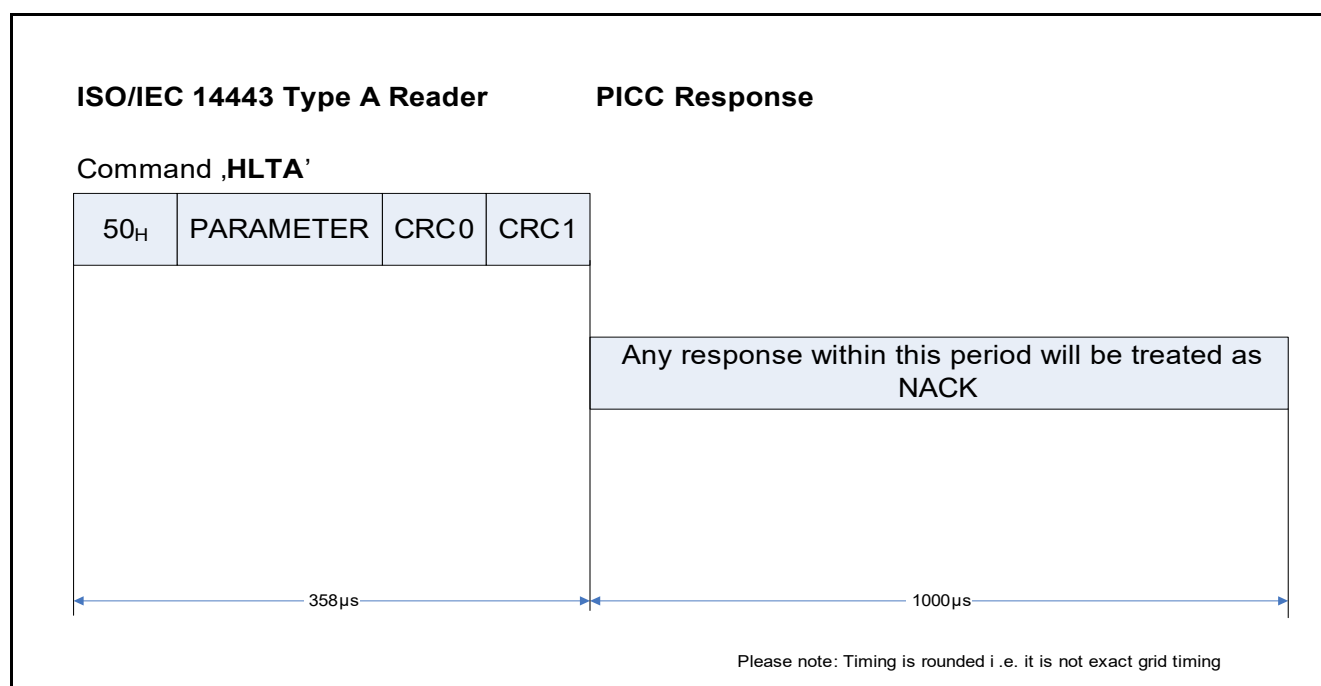 ISO/IEC 14443 Type A Reader
PICC Response
Command ‚HLTA’
50H PARAMETER CRC0 CRC1
Any response within this period will be treated as
NACK
358µs
1000µs
Please note: Timing is rounded i .e. it is not exact grid timing